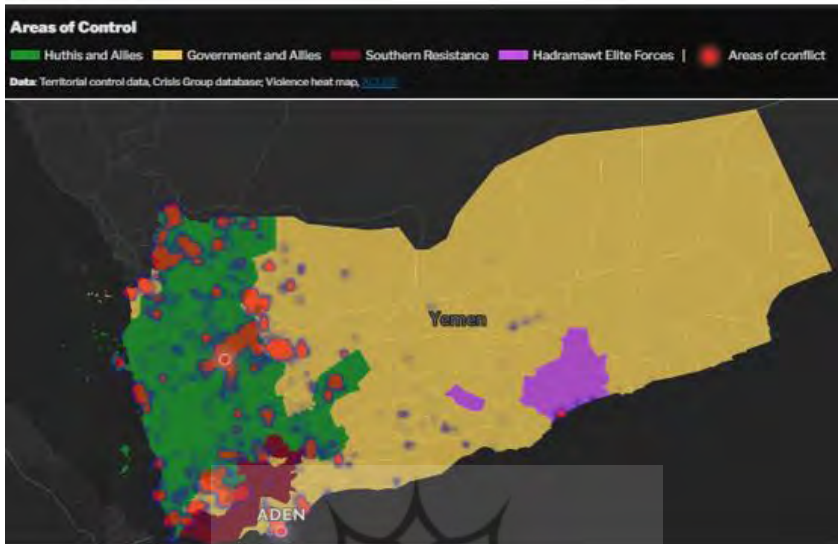 Areas of Control
Huthis and Allies Government and Allies Southern Resistance Hadramawt Elite Forces | Areas of conflict
Data: Territorial control data, Crisis Group database; Violence heat map, ACLED
Yemen
ADEN